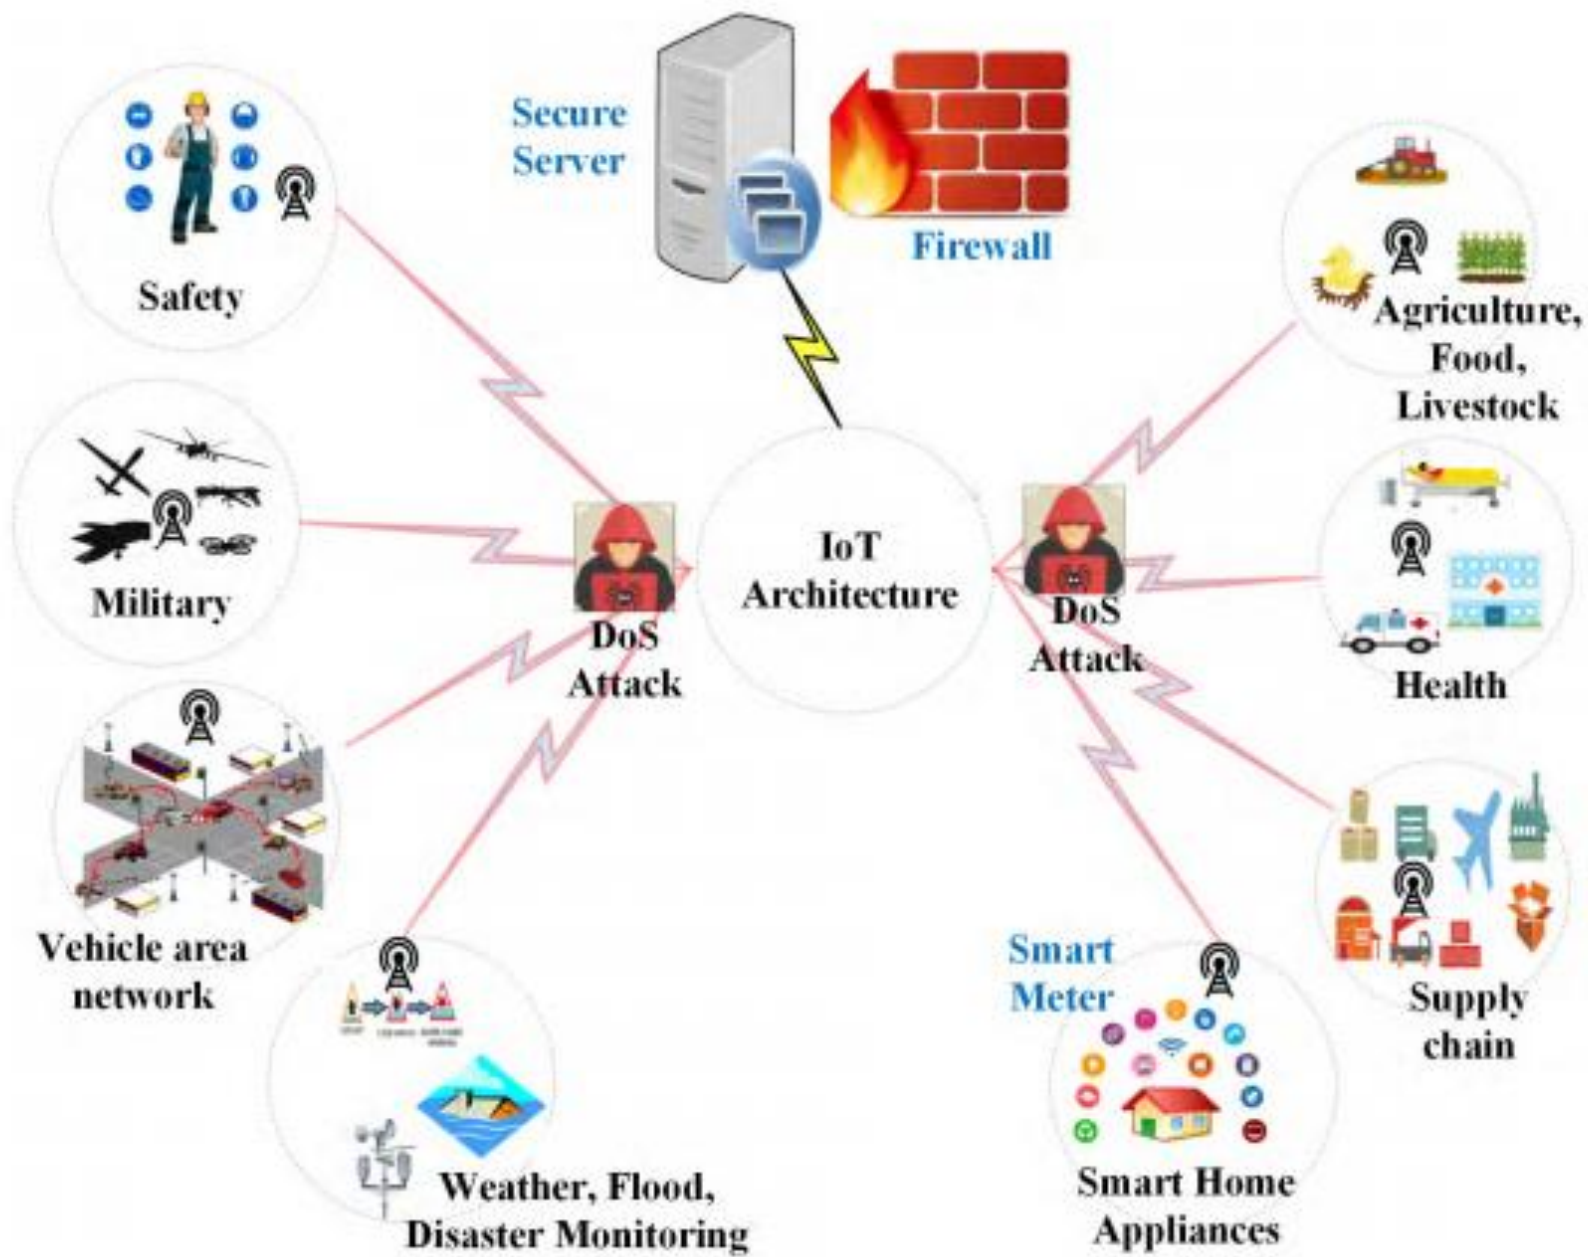 Secure
Server
Firewall
Safety
Agriculture,
Food,
Livestock
Military
IoT
Architecture
DoS
Attack
DoS
Attack
Health
Vehicle area
network
Smart
Meter
Supply
chain
Weather, Flood,
Disaster Monitoring
Smart Home
Appliances